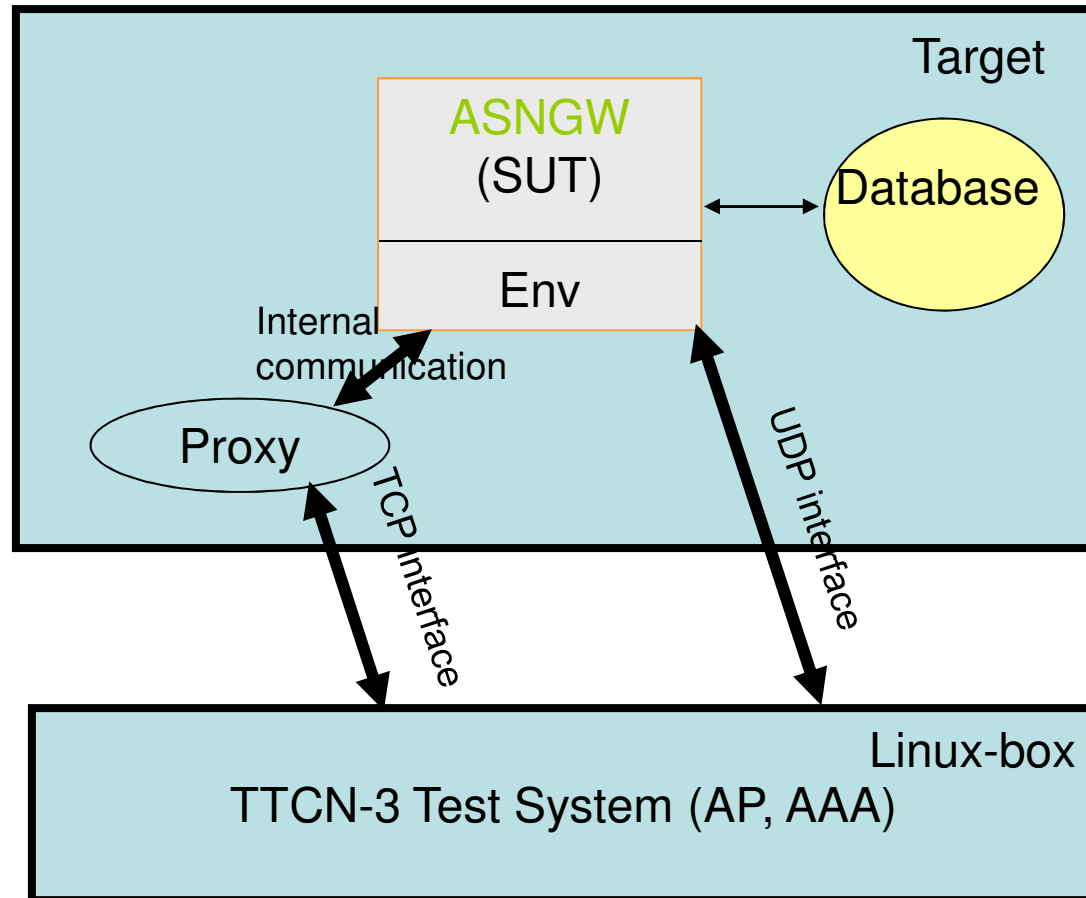 Target
ASNGW
(SUT)
Database
Env
Internal
communication
Proxy
TCP interface
UDP interface
Linux-box
TTCN-3 Test System (AP, AAA)